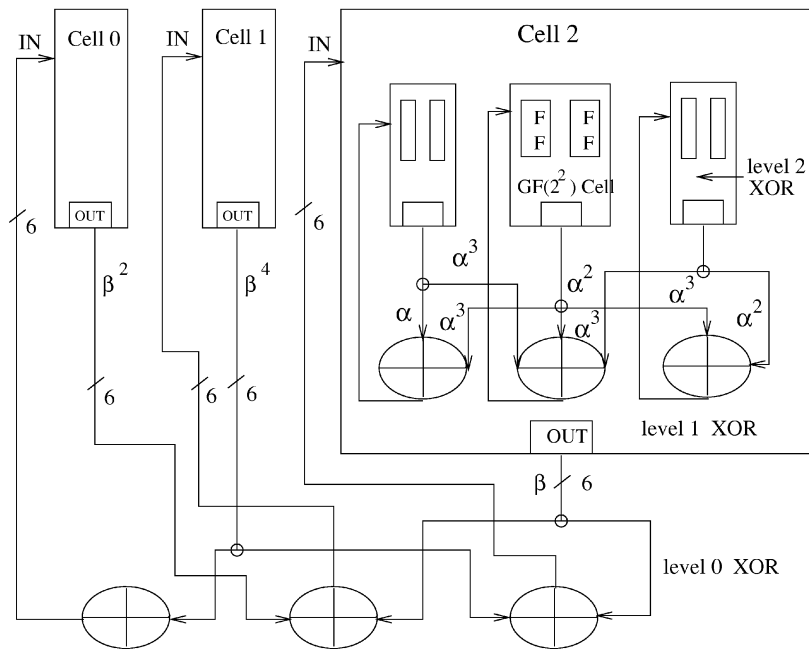 IN
Cell 0
IN
Cell 1
IN
Cell 2
F F
F F
GF(2²) Cell
level 2
XOR
OUT
OUT
6
6
β²
β⁴
α³
α²
α³
α
α³
α³
α²
6
6
6
level 1 XOR
OUT
β
6
level 0 XOR